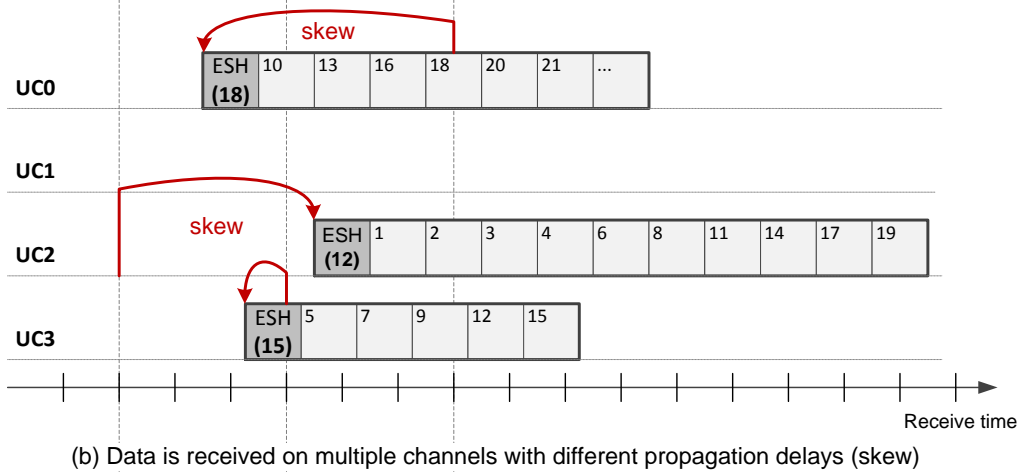 skew
UC0
ESH
(18)
10 13 16 18 20 21 ...
UC1
skew
UC2
ESH
(12)
1 2 3 4 6 8 11 14 17 19
UC3
ESH
(15)
5 7 9 12 15
Receive time
(b) Data is received on multiple channels with different propagation delays (skew)